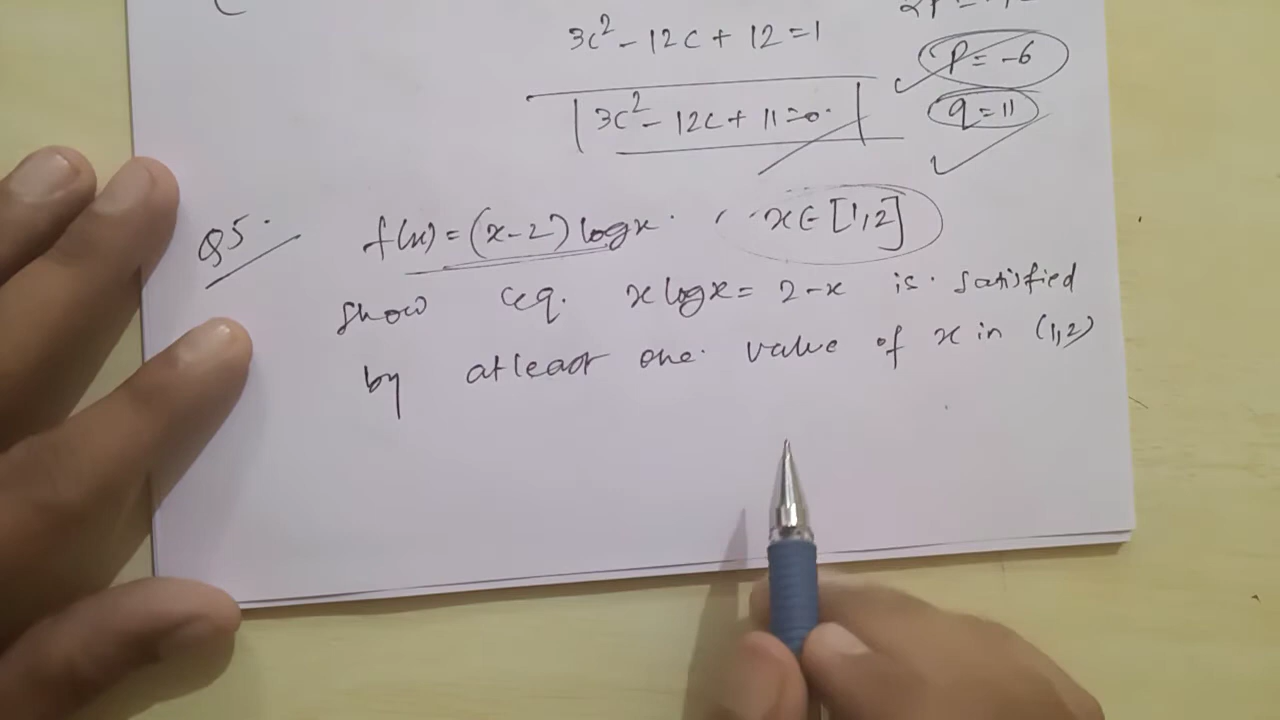 3c² - 12c + 12 = 1
p = -6
3c² - 12c + 11 = 0
q = 11
Q5. f(x) = (x-2) log x , x ∈ [1,2]
show eq. x log x = 2 - x is satisfied
by atleast one value of x in (1,2)